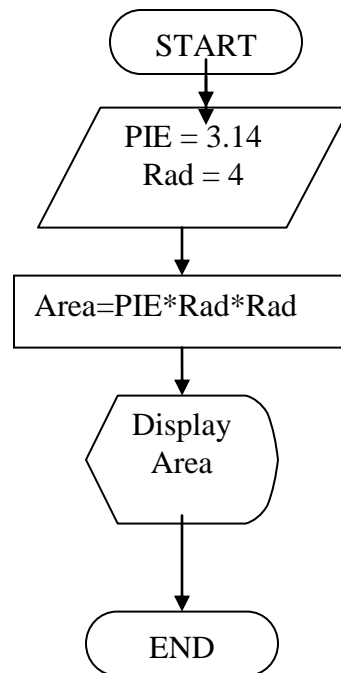 START
PIE = 3.14
Rad = 4
Area=PIE*Rad*Rad
Display
Area
END